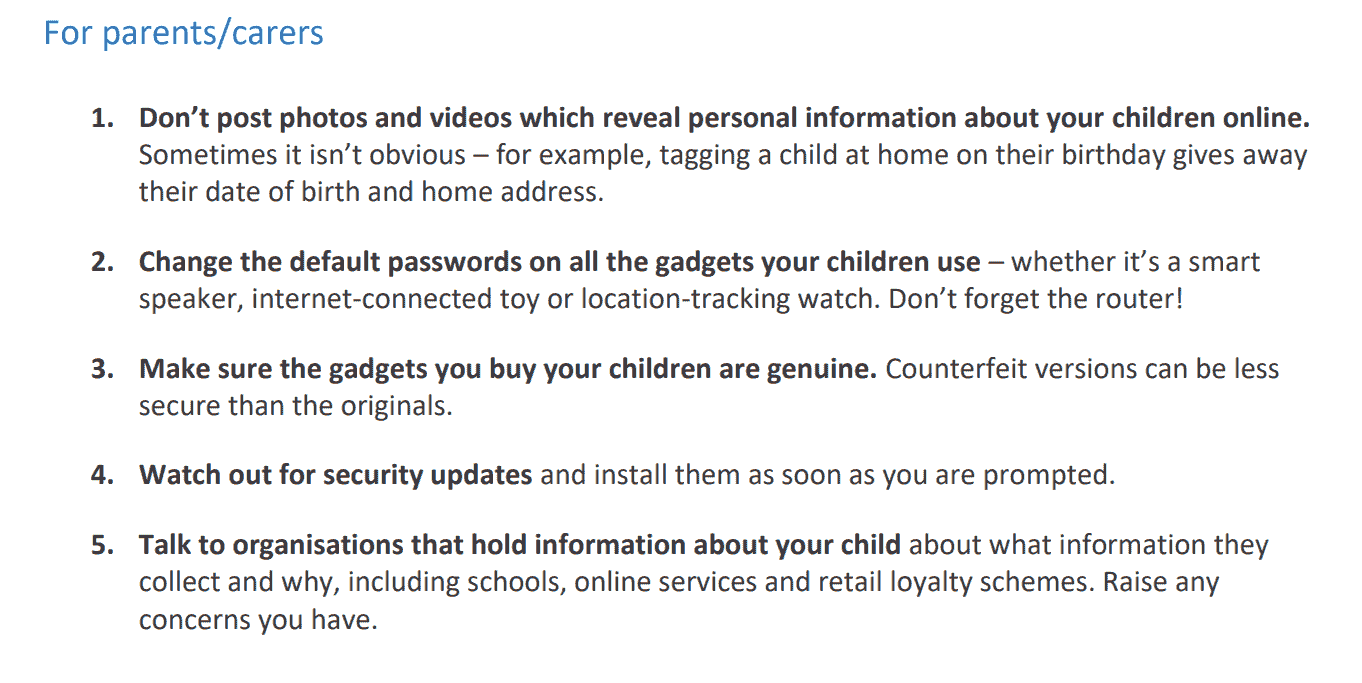 For parents/carers
1. Don’t post photos and videos which reveal personal information about your children online.
Sometimes it isn’t obvious – for example, tagging a child at home on their birthday gives away
their date of birth and home address.
2. Change the default passwords on all the gadgets your children use – whether it’s a smart
speaker, internet-connected toy or location-tracking watch. Don’t forget the router!
3. Make sure the gadgets you buy your children are genuine. Counterfeit versions can be less
secure than the originals.
4. Watch out for security updates and install them as soon as you are prompted.
5. Talk to organisations that hold information about your child about what information they
collect and why, including schools, online services and retail loyalty schemes. Raise any
concerns you have.